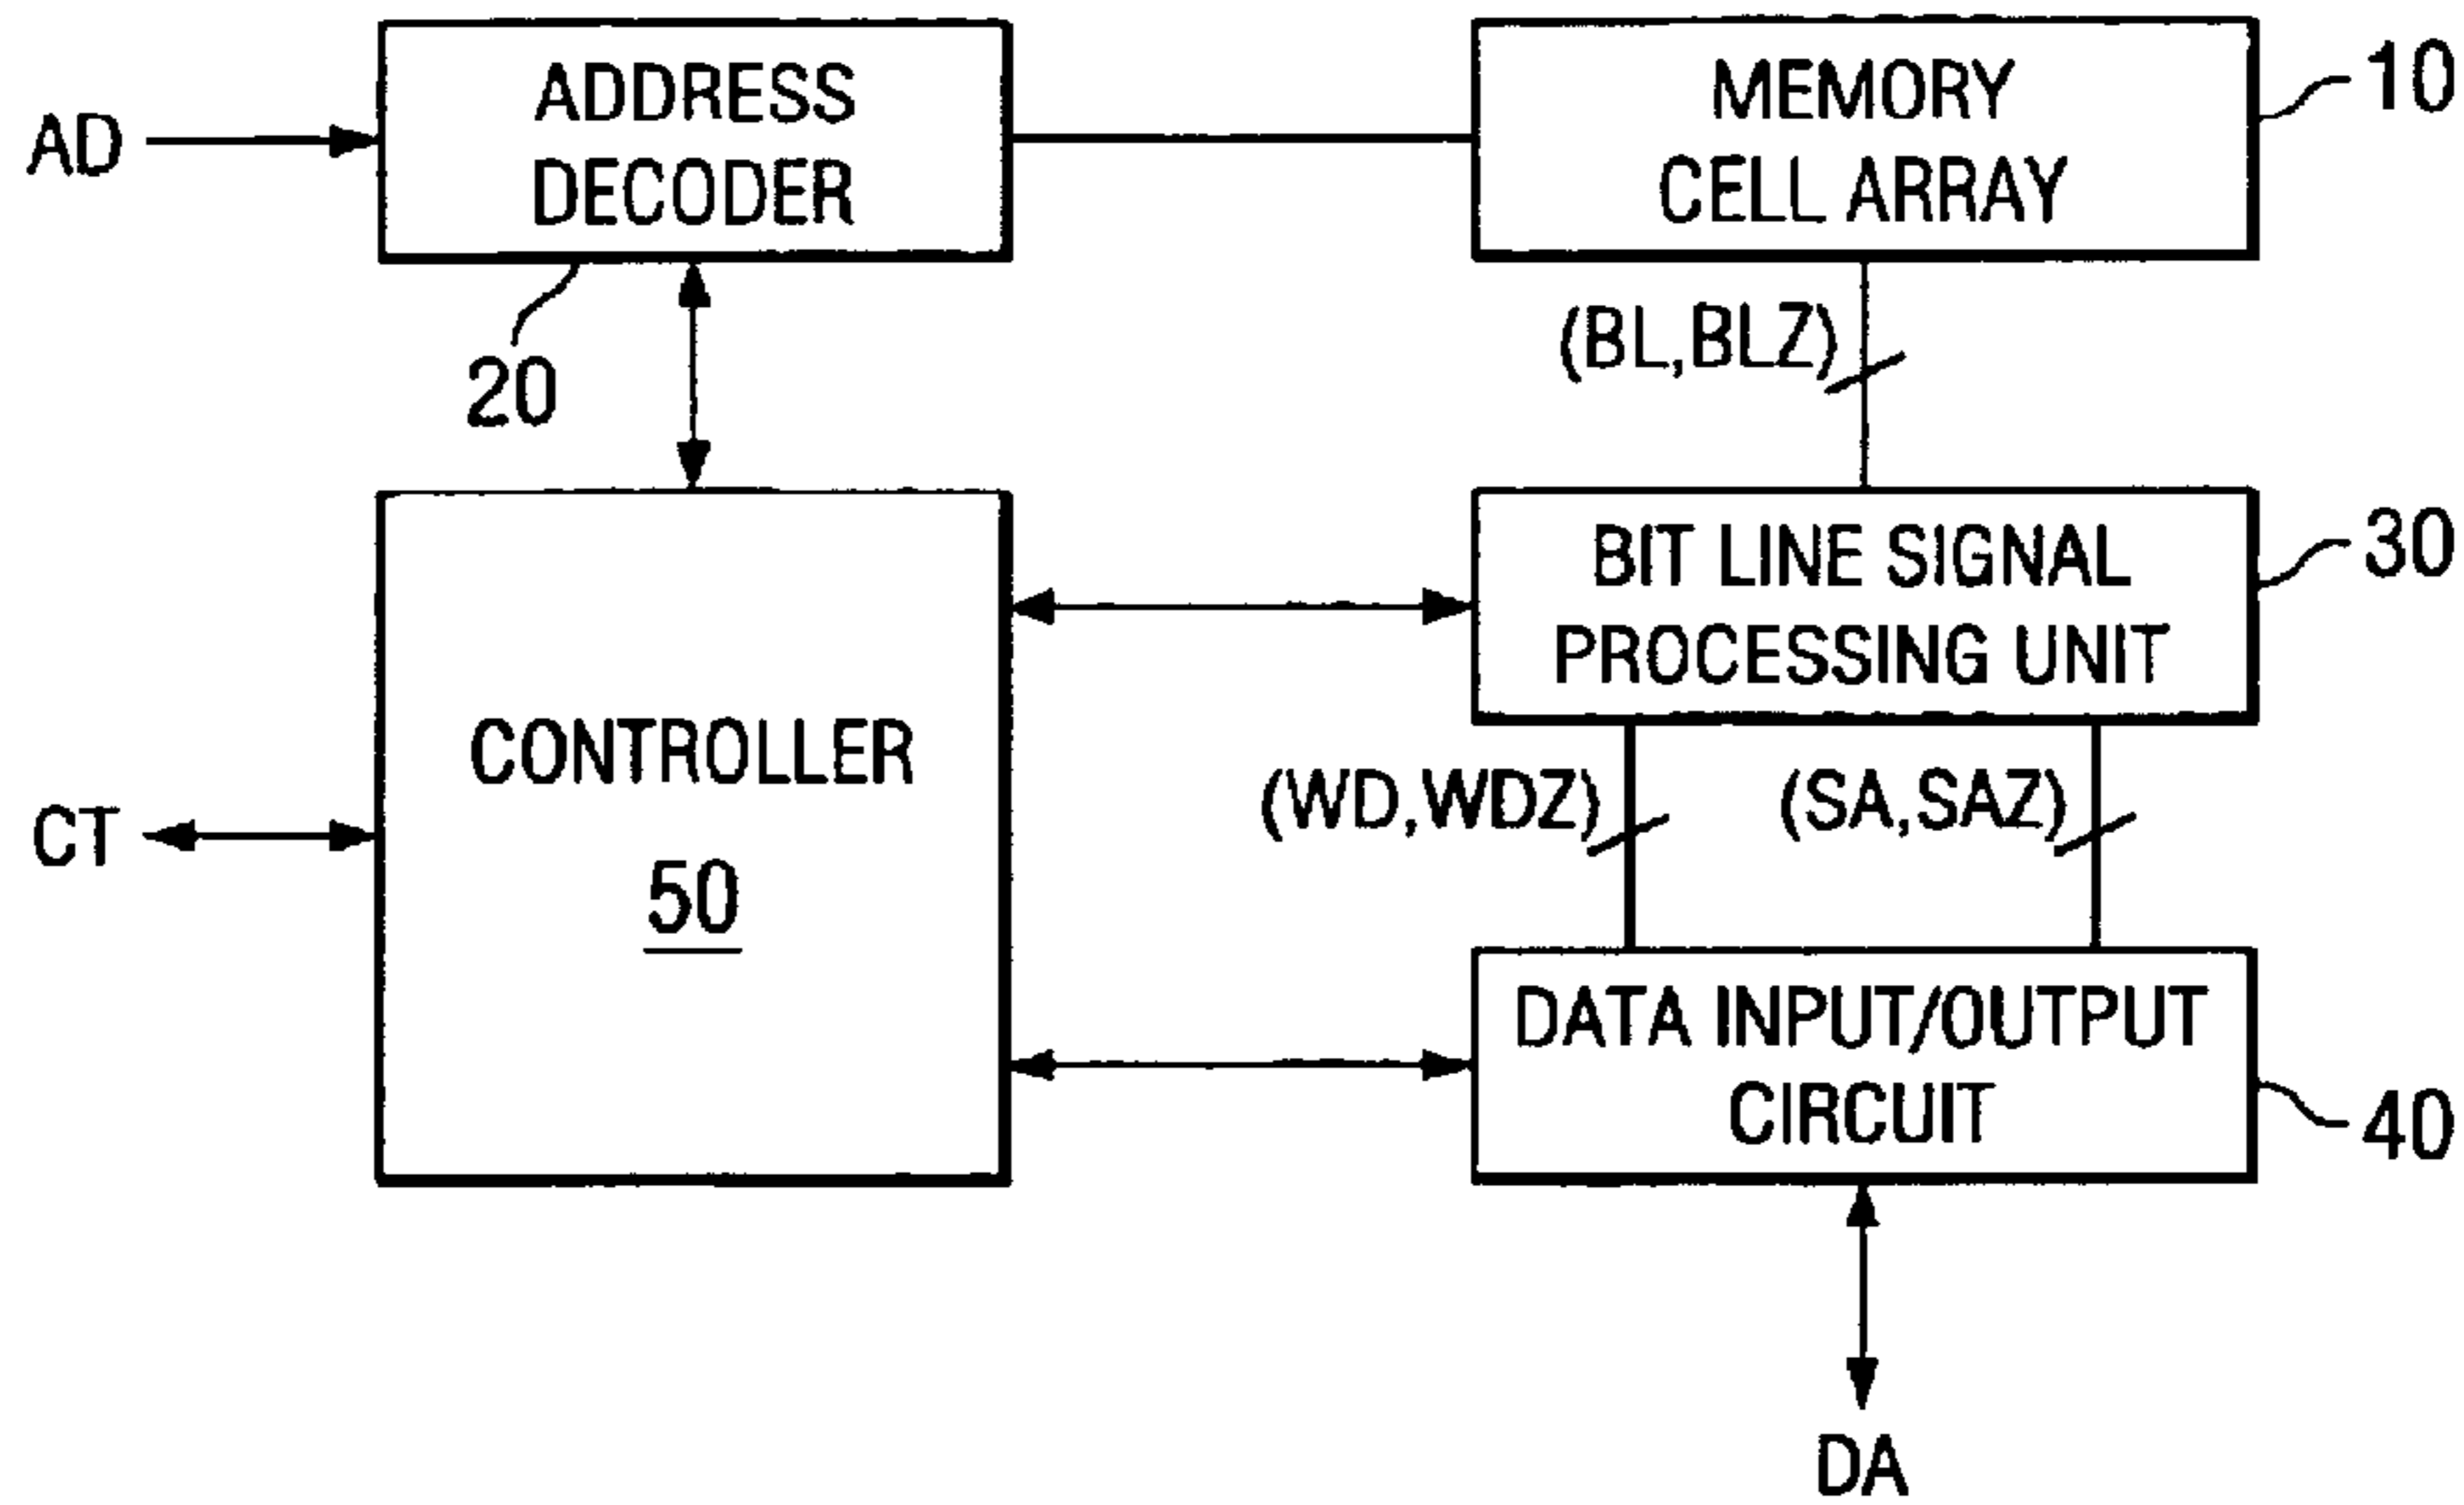 ADDRESS
DECODER
MEMORY
CELL ARRAY
10
AD
20
(BL,BLZ)
BIT LINE SIGNAL
PROCESSING UNIT
30
CONTROLLER
50
CT
(WD,WDZ)
(SA,SAZ)
DATA INPUT/OUTPUT
CIRCUIT
40
DA